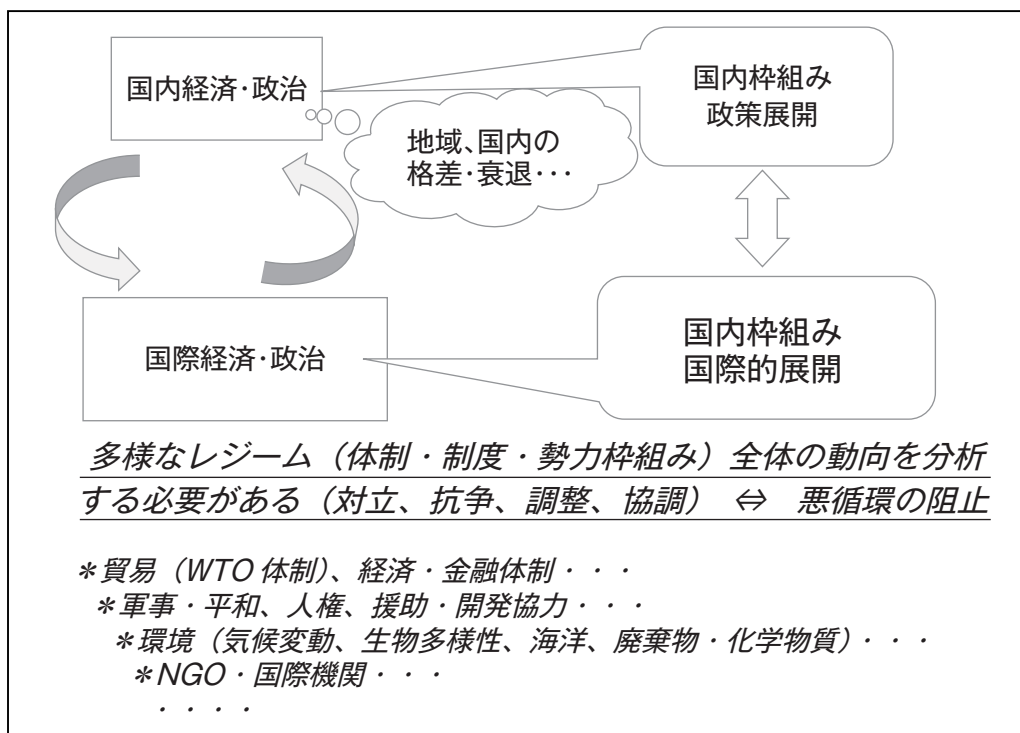 国内経済・政治
国内枠組み
政策展開
地域、国内の
格差・衰退・・・
国際経済・政治
国内枠組み
国際的展開
多様なレジーム（体制・制度・勢力枠組み）全体の動向を分析
する必要がある（対立、抗争、調整、協調） ⇔ 悪循環の阻止
＊貿易（WTO 体制）、経済・金融体制・・・
＊軍事・平和、人権、援助・開発協力・・・
＊環境（気候変動、生物多様性、海洋、廃棄物・化学物質）・・・
＊NGO・国際機関・・・
・・・・